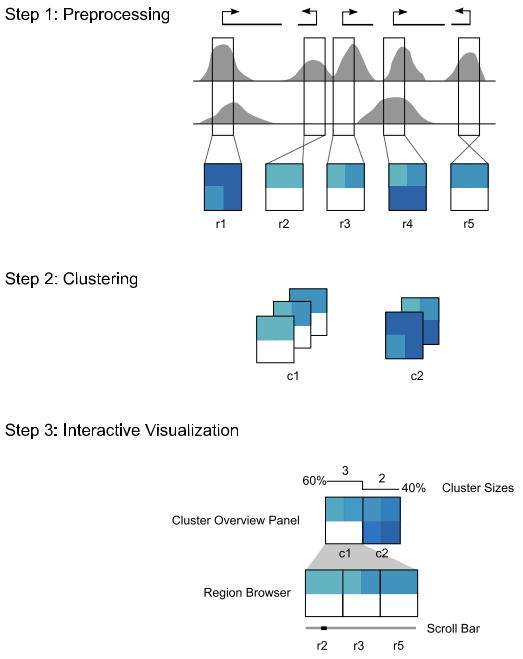 Step 1: Preprocessing
r1 r2 r3 r4 r5
Step 2: Clustering
c1 c2
Step 3: Interactive Visualization
3 2
60% 40% Cluster Sizes
Cluster Overview Panel
c1 c2
Region Browser
Scroll Bar
r2 r3 r5